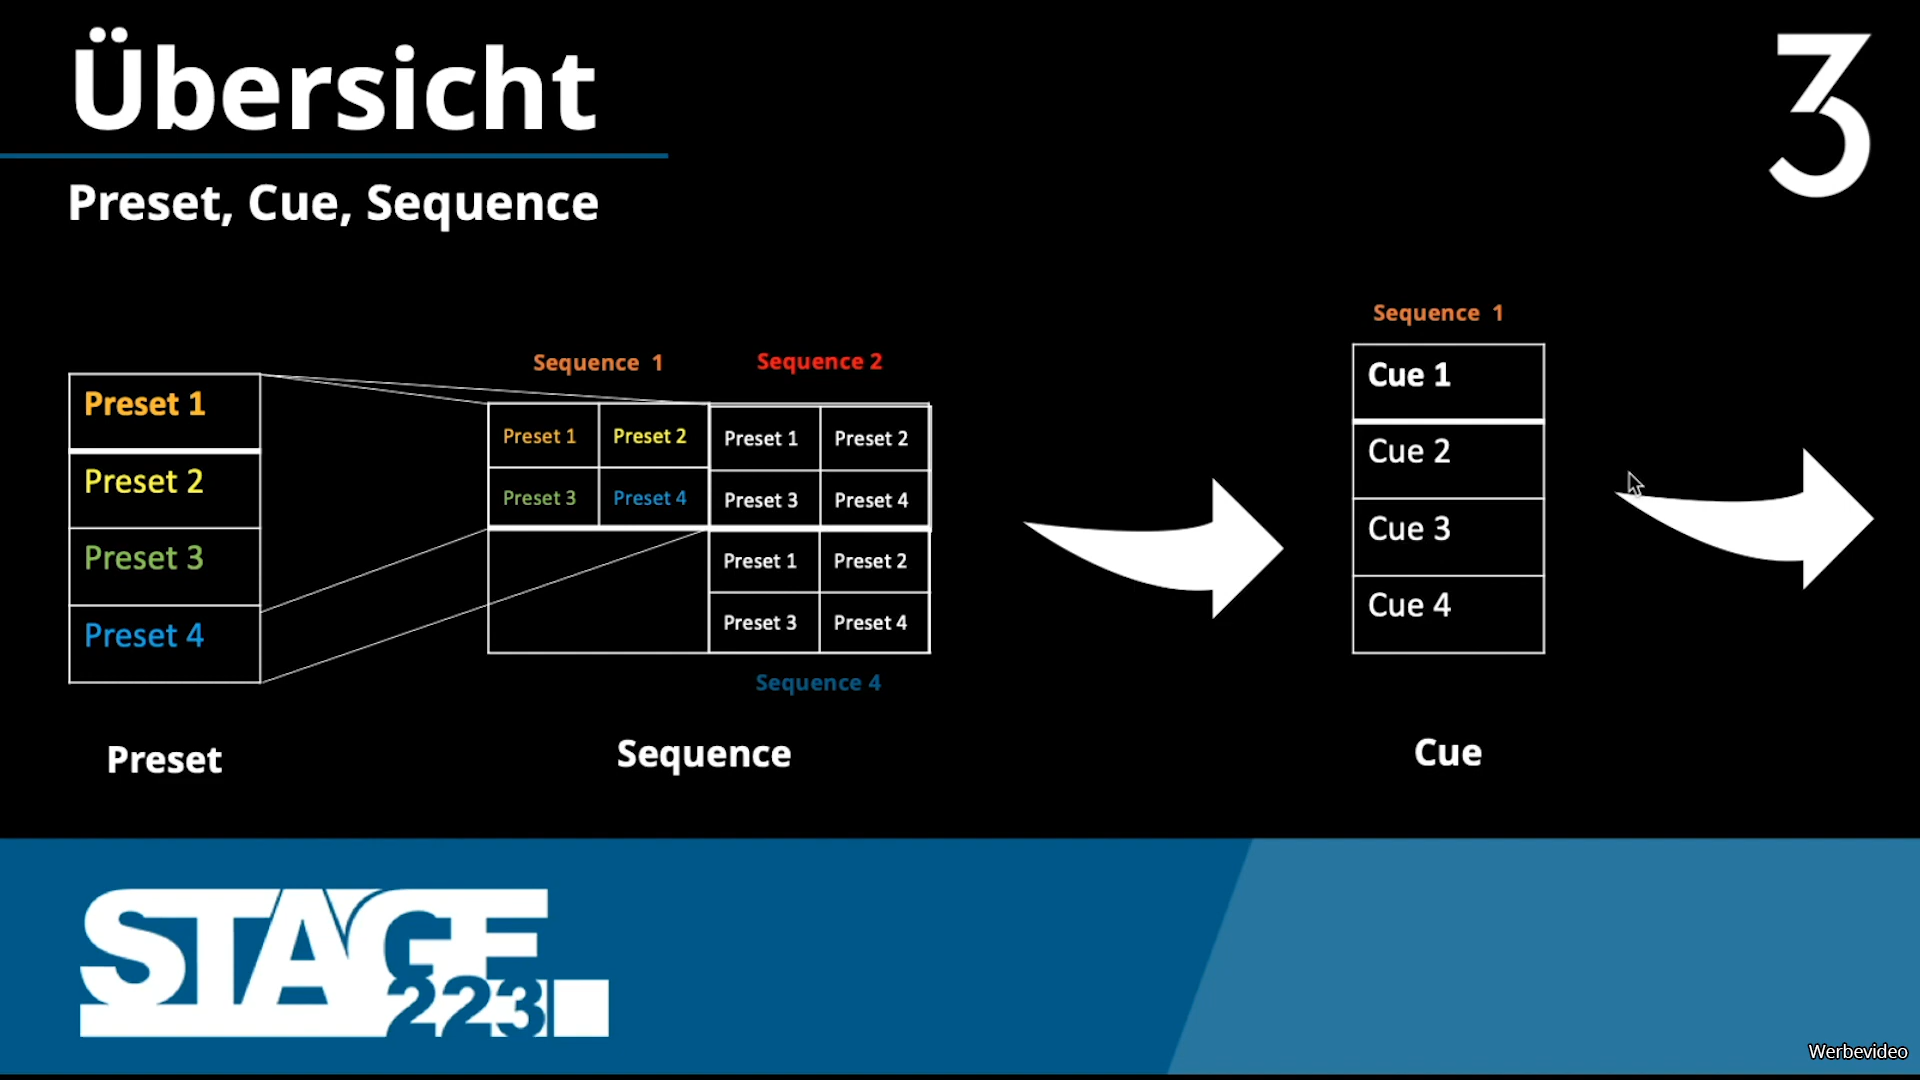 Übersicht
3
Preset, Cue, Sequence
Sequence 1
Sequence 1
Sequence 2
Preset 1
Preset 2
Preset 3
Preset 4
Preset 1
Preset 2
Preset 3
Preset 4
Preset 1
Preset 2
Preset 3
Preset 4
Preset 1
Preset 2
Preset 3
Preset 4
Sequence 4
Cue 1
Cue 2
Cue 3
Cue 4
Preset
Sequence
Cue
STAGE
223
Werbevideo